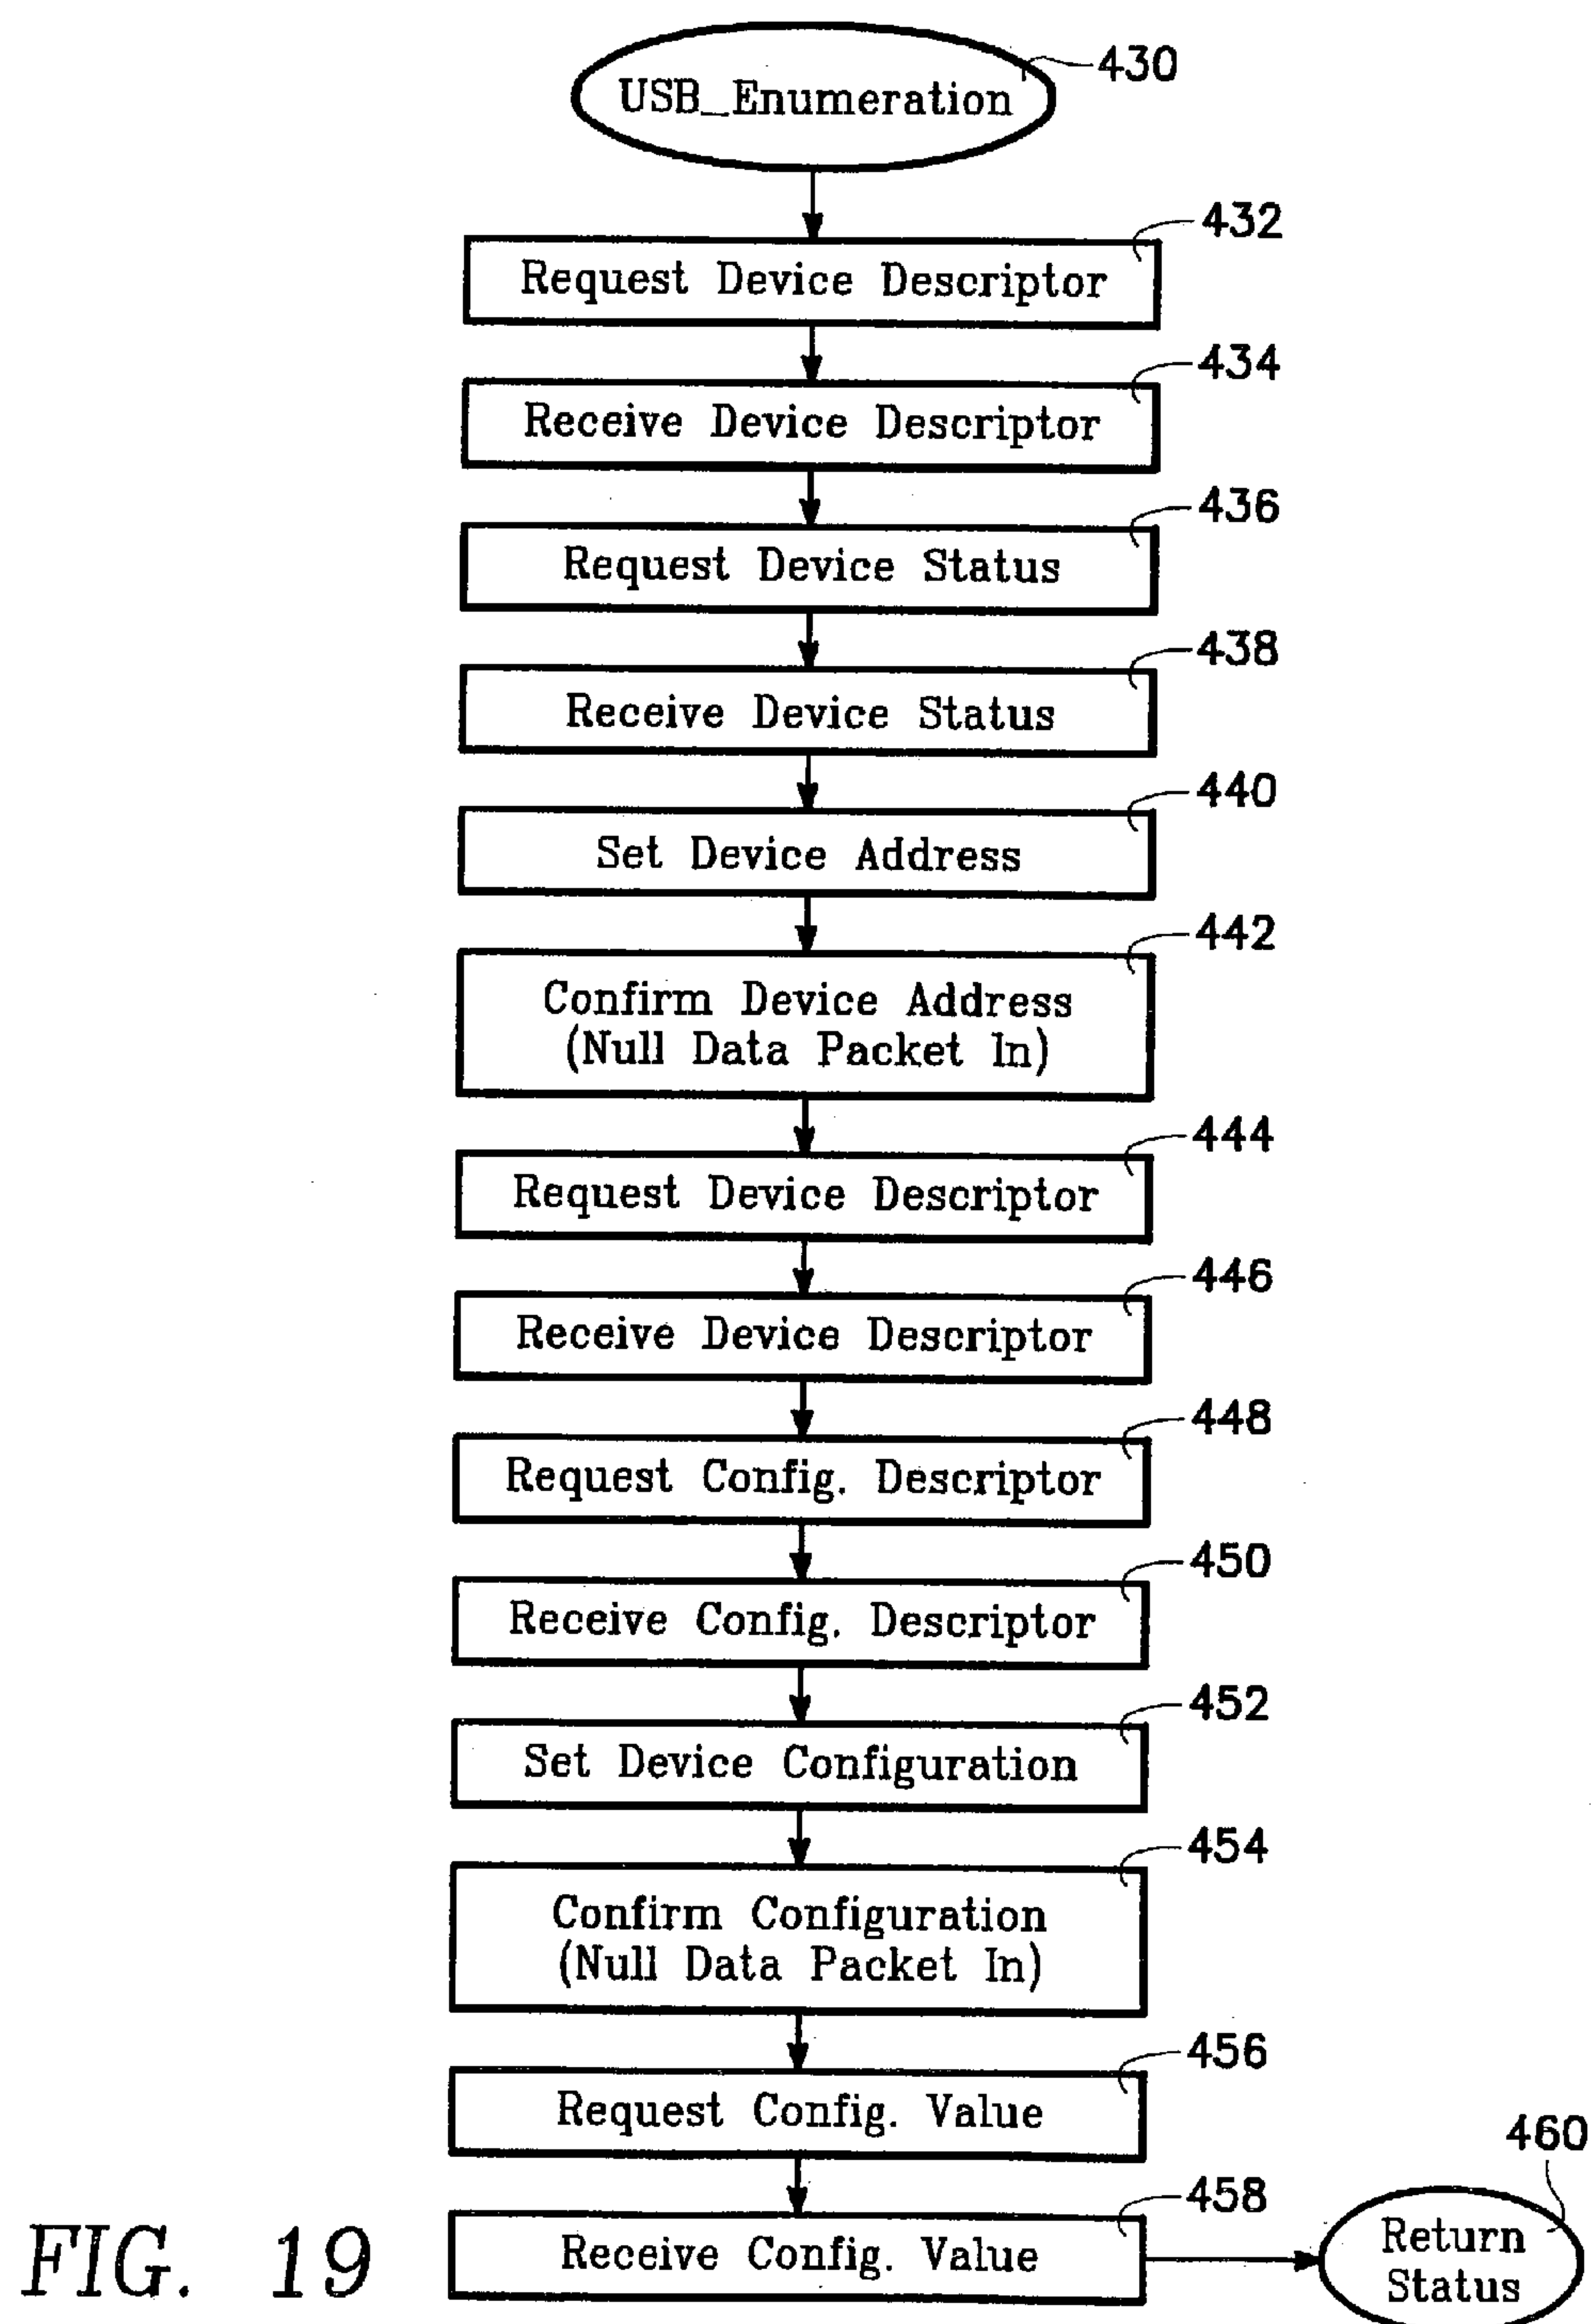 430
USB_Enumeration
432
Request Device Descriptor
434
Receive Device Descriptor
436
Request Device Status
438
Receive Device Status
440
Set Device Address
442
Confirm Device Address
(Null Data Packet In)
444
Request Device Descriptor
446
Receive Device Descriptor
448
Request Config. Descriptor
450
Receive Config. Descriptor
452
Set Device Configuration
454
Confirm Configuration
(Null Data Packet In)
456
Request Config. Value
458
Receive Config. Value
460
Return
Status
FIG. 19